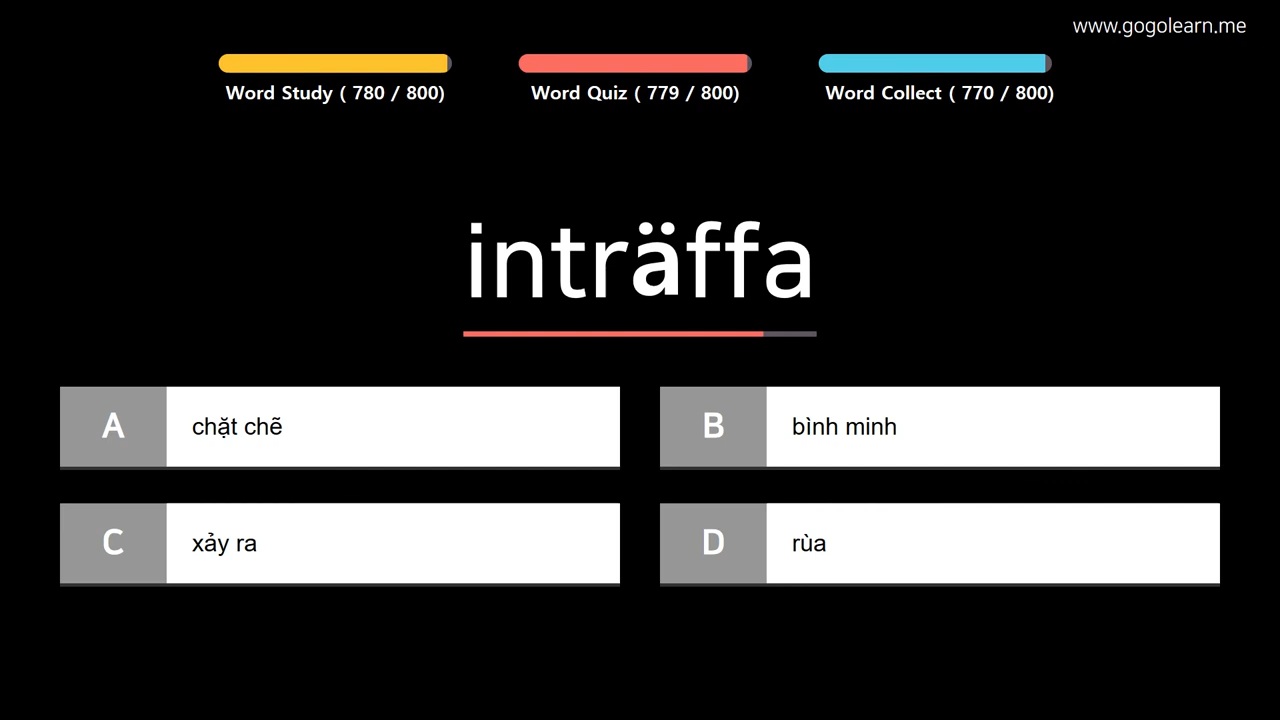 www.gogolearn.me
Word Study ( 780 / 800)
Word Quiz ( 779 / 800)
Word Collect ( 770 / 800)
inträffa
A
chặt chẽ
B
bình minh
C
xảy ra
D
rùa